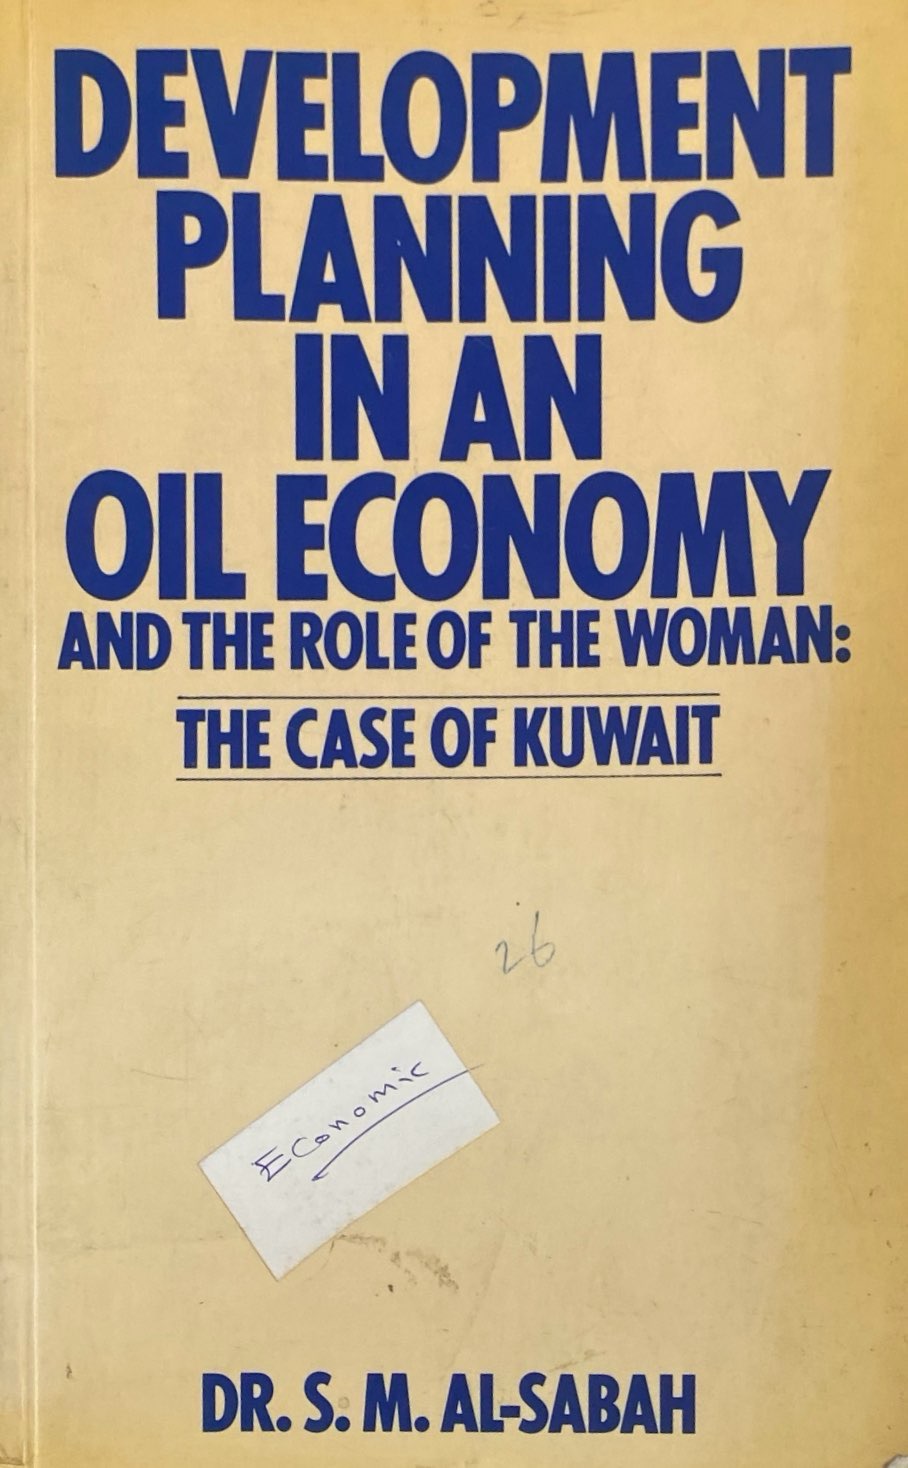 DEVELOPMENT
PLANNING
IN AN
OIL ECONOMY
AND THE ROLE OF THE WOMAN:
THE CASE OF KUWAIT
26
Economic
DR. S. M. AL-SABAH